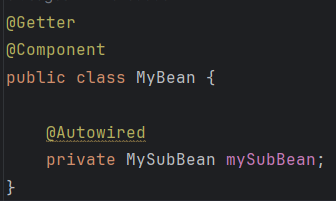 @Getter
@Component
public class MyBean {
@Autowired
private MySubBean mySubBean;
}